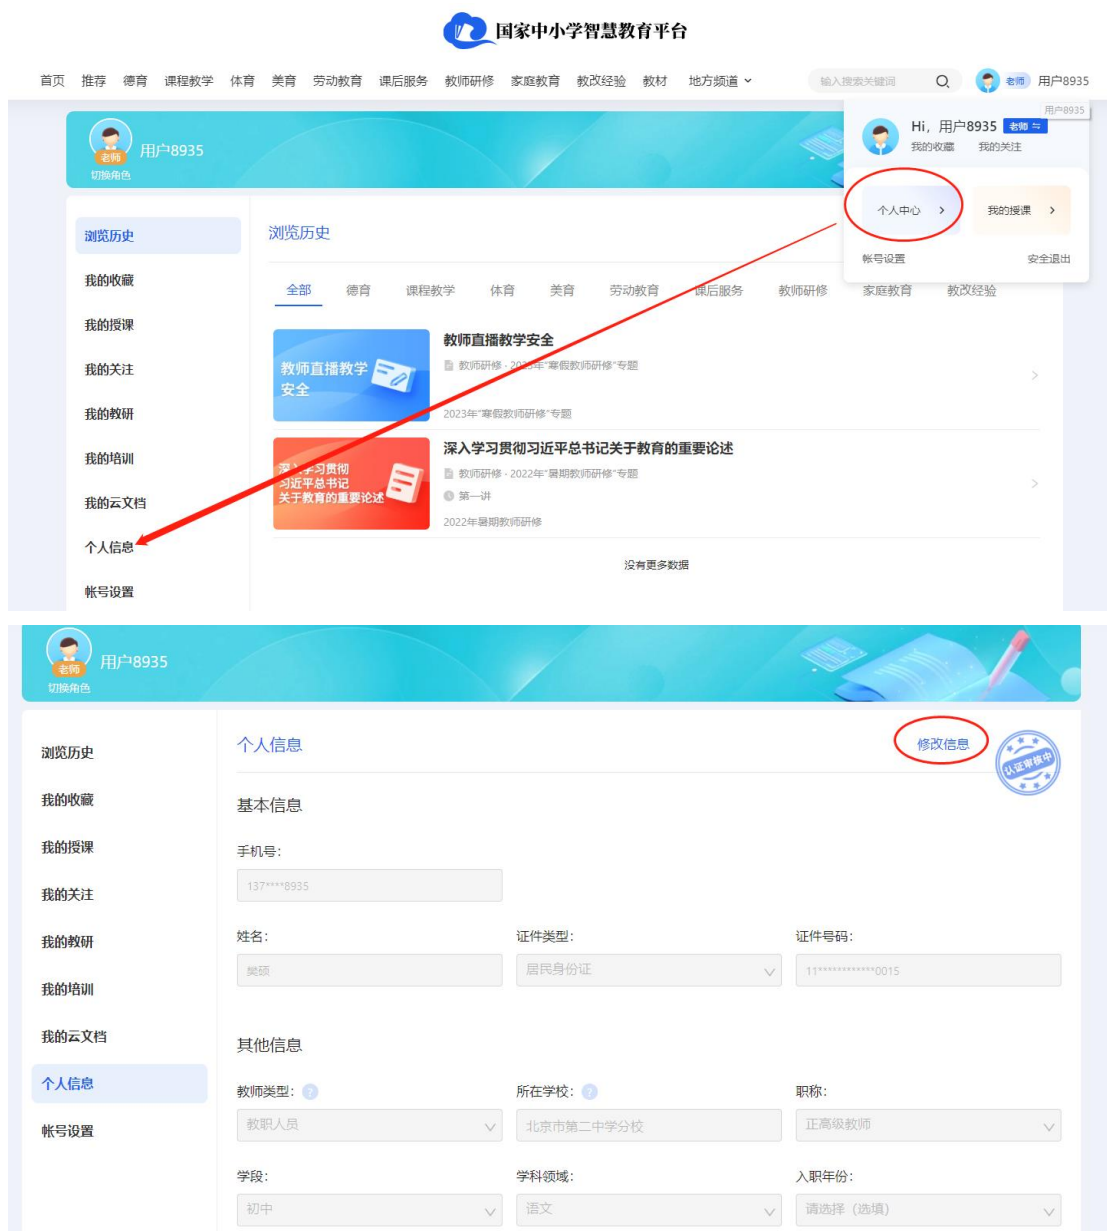 国家中小学智慧教育平台
首页 推荐 德育 课程教学 体育 美育 劳动教育 课后服务 教师研修 家庭教育 教改经验 教材 地方频道 输入搜索关键词 老师 用户8935
用户8935
Hi, 用户8935 老师
我的收藏 我的关注
个人中心 我的授课
帐号设置 安全退出
老师
用户8935
切换角色
浏览历史
我的收藏
我的授课
我的关注
我的教研
我的培训
我的云文档
个人信息
帐号设置
浏览历史
全部 德育 课程教学 体育 美育 劳动教育 课后服务 教师研修 家庭教育 教改经验
教师直播教学
安全
教师直播教学安全
教师研修 - 2023年"寒假教师研修"专题
2023年"寒假教师研修"专题
深入学习贯彻
习近平总书记
关于教育的重要论述
深入学习贯彻习近平总书记关于教育的重要论述
教师研修 - 2022年"暑期教师研修"专题
第一讲
2022年暑期教师研修
没有更多数据
老师
用户8935
切换角色
浏览历史
我的收藏
我的授课
我的关注
我的教研
我的培训
我的云文档
个人信息
帐号设置
个人信息 修改信息
认证审核中
基本信息
手机号：
137****8935
姓名： 证件类型： 证件号码：
樊硕 居民身份证 11************0015
其他信息
教师类型： ? 所在学校： ? 职称：
教职人员 北京市第二中学分校 正高级教师
学段： 学科领域： 入职年份：
初中 语文 请选择（选填）